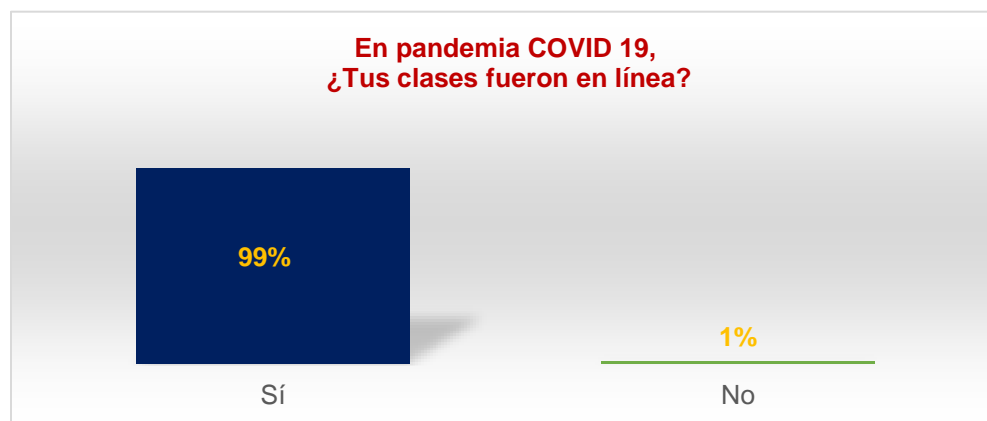 En pandemia COVID 19,
¿Tus clases fueron en línea?
99%
1%
Sí
No